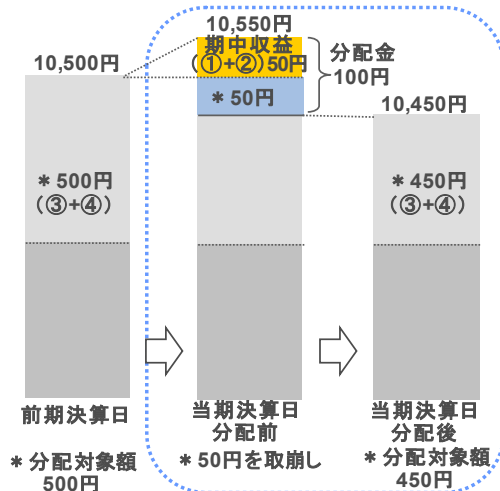 10,500円
＊500円
（③+④）
前期決算日
＊分配対象額
500円
10,550円
期中収益
（①+②）50円
＊50円
分配金
100円
当期決算日
分配前
＊50円を取崩し
10,450円
＊450円
（③+④）
当期決算日
分配後
＊分配対象額
450円